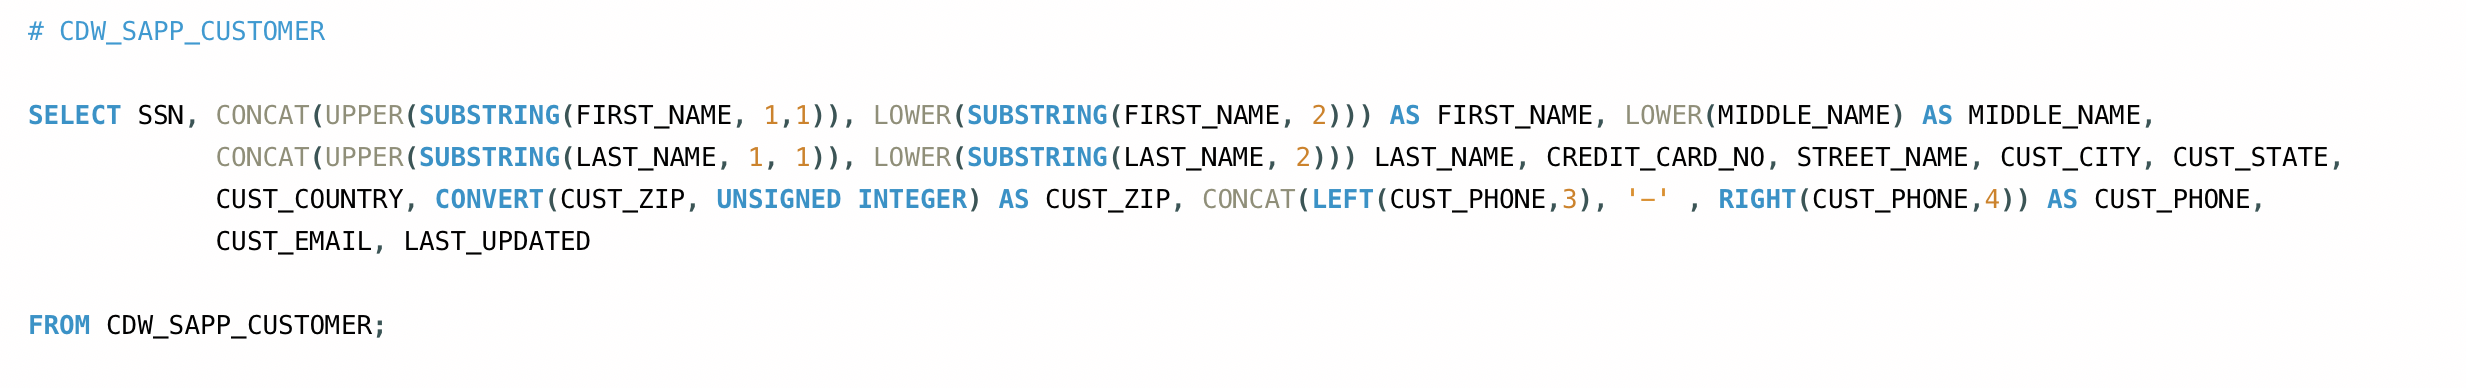 # CDW_SAPP_CUSTOMER
SELECT SSN, CONCAT(UPPER(SUBSTRING(FIRST_NAME, 1,1)), LOWER(SUBSTRING(FIRST_NAME, 2))) AS FIRST_NAME, LOWER(MIDDLE_NAME) AS MIDDLE_NAME,
CONCAT(UPPER(SUBSTRING(LAST_NAME, 1, 1)), LOWER(SUBSTRING(LAST_NAME, 2))) LAST_NAME, CREDIT_CARD_NO, STREET_NAME, CUST_CITY, CUST_STATE,
CUST_COUNTRY, CONVERT(CUST_ZIP, UNSIGNED INTEGER) AS CUST_ZIP, CONCAT(LEFT(CUST_PHONE,3), '-' , RIGHT(CUST_PHONE,4)) AS CUST_PHONE,
CUST_EMAIL, LAST_UPDATED
FROM CDW_SAPP_CUSTOMER;